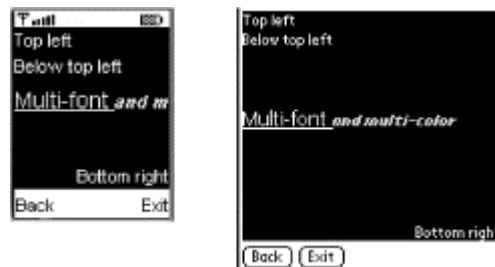 Top left
Below top left
Multi-font and m
Bottom right
Back Exit
Top left
Below top left
Multi-font and multi-color
Bottom righ
Back Exit